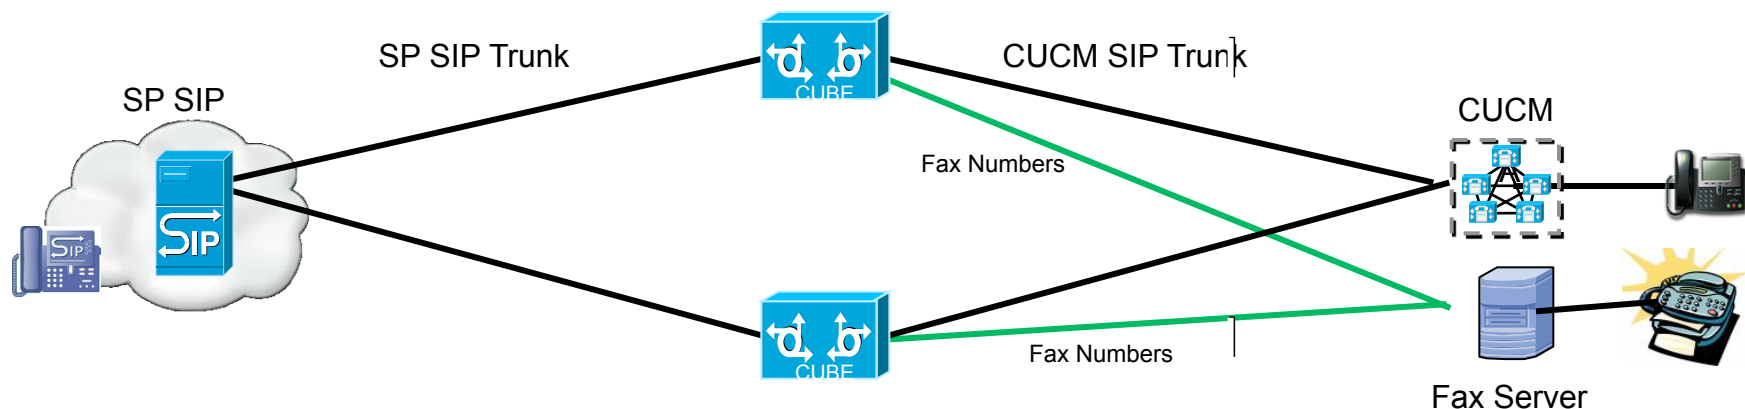 SP SIP Trunk
CUCM SIP Trunk
CUBE
SP SIP
CUCM
Fax Numbers
SIP
SIP
CUBE
Fax Numbers
Fax Server